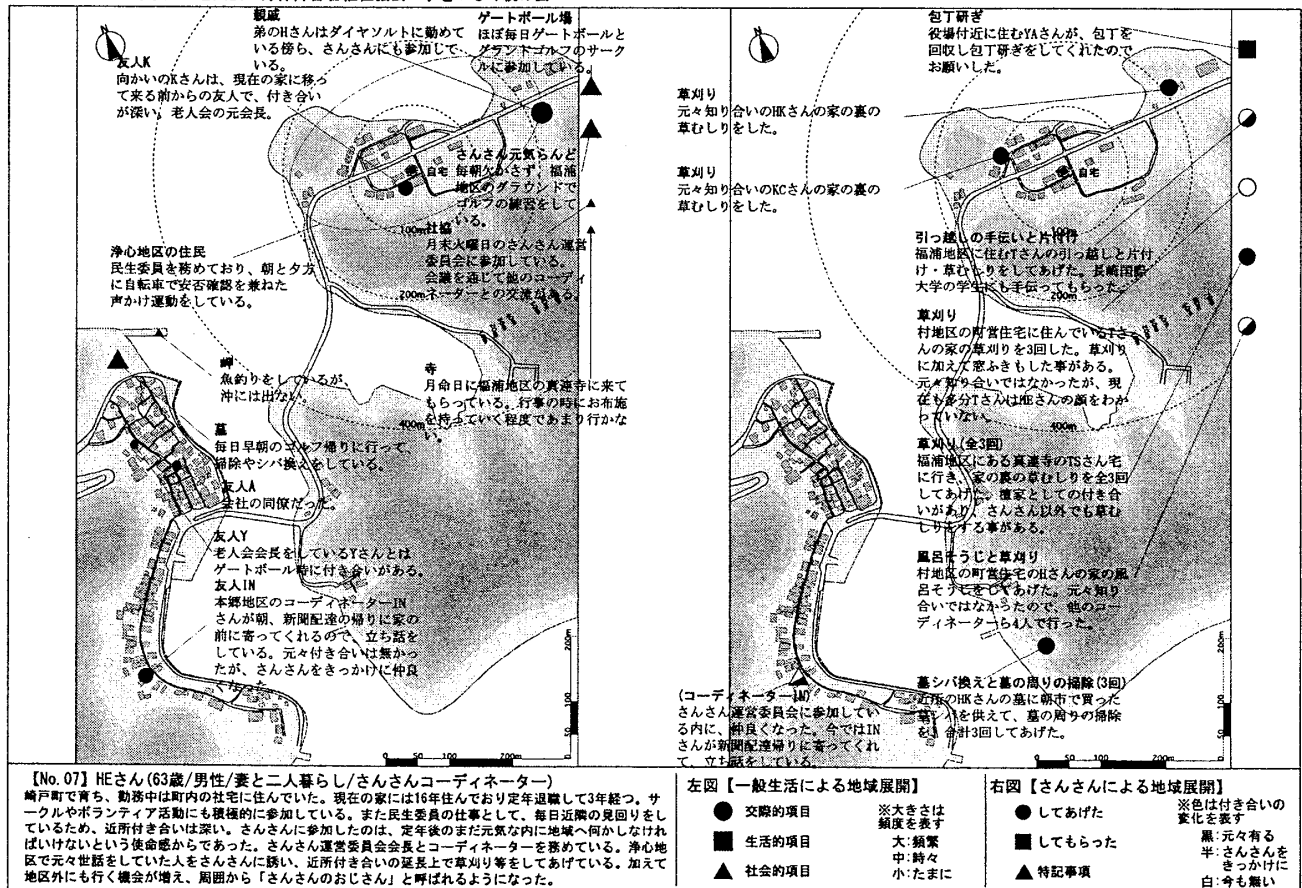 親戚
弟のHさんはダイヤソルトに勤めて
いる傍ら、さんさんにも参加して
いる。
ゲートボール場
ほぼ毎日ゲートボールと
グランドゴルフのサーク
ルに参加している。
友人K
向かいのKさんは、現在の家に移っ
て来る前からの友人で、付き合い
が深い。老人会の元会長。
さんさん元気らんど
毎朝欠かさず、福浦
地区のグラウンドで
ゴルフの練習をして
いる。
自宅
100m
社協
月末火曜日のさんさん運営
委員会に参加している。
会議を通じて他のコーディ
ネーターとの交流がある。
200m
浄心地区の住民
民生委員を務めており、朝と夕方
に自転車で安否確認を兼ねた
声かけ運動をしている。
岬
魚釣りをしているが、
沖には出ない。
寺
月命日に福浦地区の真蓮寺に来て
もらっている。行事の時にお布施
を持っていく程度であまり行かな
い。
400m
墓
毎日早朝のゴルフ帰りに行って、
掃除やシバ換えをしている。
友人A
会社の同僚だった。
友人Y
老人会会長をしているYさんとは
ゲートボール時に付き合いがある。
友人IN
本郷地区のコーディネーターIN
さんが朝、新聞配達の帰りに家の
前に寄ってくれるので、立ち話を
している。元々付き合いは無かっ
たが、さんさんをきっかけに仲良
くなった
0
100
200m
200m
100
0
包丁研ぎ
役場付近に住むYAさんが、包丁を
回収し包丁研ぎをしてくれたので
お願いした。
草刈り
元々知り合いのHKさんの家の裏の
草むしりをした。
草刈り
元々知り合いのKCさんの家の裏の
草むしりをした。
自宅
100m
引っ越しの手伝いと片付け
福浦地区に住むTさんの引っ越しと片付
け・草むしりをしてあげた。長崎国際
大学の学生にも手伝ってもらった。
200m
草刈り
村地区の町営住宅に住んでいるTさ
んの家の草刈りを3回した。草刈り
に加えて窓ふきもした事がある。
元々知り合いではなかったが、現
在も多分TさんはHEさんの顔をわか
っていない。
400m
草刈り(全3回)
福浦地区にある真蓮寺のTSさん宅
に行き、家の裏の草むしりを全3回
してあげた。檀家としての付き合
いがあり、さんさん以外でも草む
しりをする事がある。
風呂そうじと草刈り
村地区の町営住宅のHさんの家の風
呂そうじをしてあげた。元々知り
合いではなかったので、他のコー
ディネーターら4人で行った。
墓シバ換えと墓の周りの掃除(3回)
近所のHKさんの墓に朝市で買った
墓シバを供えて、墓の周りの掃除
を、合計3回してあげた。
(コーディネーターIN)
さんさん運営委員会に参加してい
る内に、仲良くなった。今ではIN
さんが新聞配達帰りに寄ってくれ
て、立ち話をしている。
0
100
200m
200m
100
0
【No.07】HEさん(63歳/男性/妻と二人暮らし/さんさんコーディネーター)
崎戸町で育ち、勤務中は町内の社宅に住んでいた。現在の家には16年住んでおり定年退職して3年経つ。サ
ークルやボランティア活動にも積極的に参加している。また民生委員の仕事として、毎日近隣の見回りをし
ているため、近所付き合いは深い。さんさんに参加したのは、定年後のまだ元気な内に地域へ何かしなけれ
ばいけないという使命感からであった。さんさん運営委員会会長とコーディネーターを務めている。浄心地
区で元々世話をしていた人をさんさんに誘い、近所付き合いの延長上で草刈り等をしてあげている。加えて
地区外にも行く機会が増え、周囲から「さんさんのおじさん」と呼ばれるようになった。
左図【一般生活による地域展開】
● 交際的項目
■ 生活的項目
▲ 社会的項目
※大きさは
頻度を表す
大:頻繁
中:時々
小:たまに
右図【さんさんによる地域展開】
● してあげた
■ してもらった
▲ 特記事項
※色は付き合いの
変化を表す
黒:元々有る
半:さんさんを
きっかけに
白:今も無い